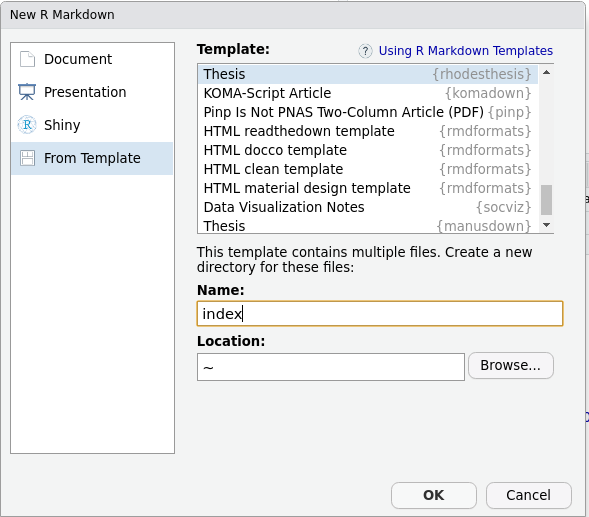 New R Markdown
Document
Presentation
Shiny
From Template
Template:
? Using R Markdown Templates
Thesis {rhodesthesis}
KOMA-Script Article {komadown}
Pinp Is Not PNAS Two-Column Article (PDF) {pinp}
HTML readthedown template {rmdformats}
HTML docco template {rmdformats}
HTML clean template {rmdformats}
HTML material design template {rmdformats}
Data Visualization Notes {socviz}
Thesis {manusdown}
This template contains multiple files. Create a new
directory for these files:
Name:
index
Location:
~
Browse...
OK
Cancel